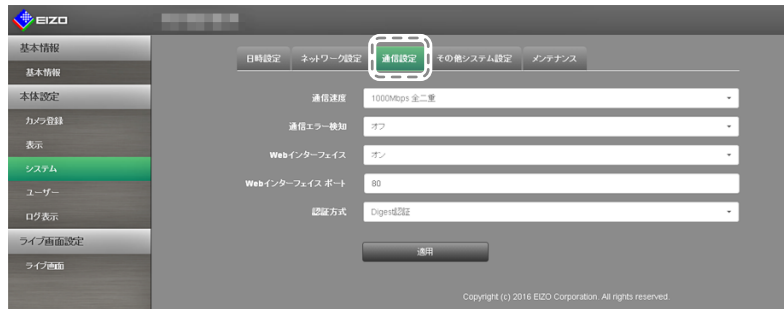 EIZO
基本情報
基本情報
本体設定
カメラ登録
表示
システム
ユーザー
ログ表示
ライブ画面設定
ライブ画面
日時設定 ネットワーク設定 通信設定 その他システム設定 メンテナンス
通信速度 1000Mbps 全二重
通信エラー検知 オフ
Webインターフェイス オン
Webインターフェイス ポート 80
認証方式 Digest認証
適用
Copyright (c) 2016 EIZO Corporation. All rights reserved.